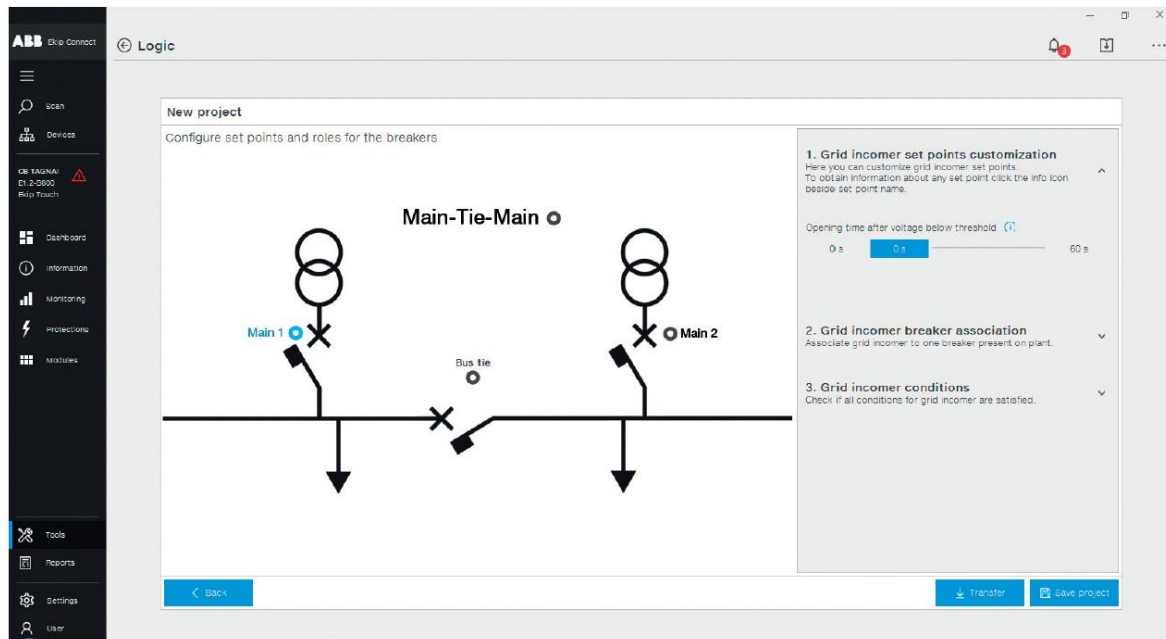 ABB Ekip Connect
Logic
3
Scan
Devices
CB TAGNAI
E1.2-B800
Ekip Touch
Dashboard
Information
Monitoring
Protections
Modules
Tools
Reports
Settings
User
New project
Configure set points and roles for the breakers
Main-Tie-Main
Main 1
Main 2
Bus tie
1. Grid incomer set points customization
Here you can customize grid incomer set points.
To obtain information about any set point click the info icon
beside set point name.
Opening time after voltage below threshold
0 s 0 s 60 s
2. Grid incomer breaker association
Associate grid incomer to one breaker present on plant.
3. Grid incomer conditions
Check if all conditions for grid incomer are satisfied.
Back
Transfer
Save project